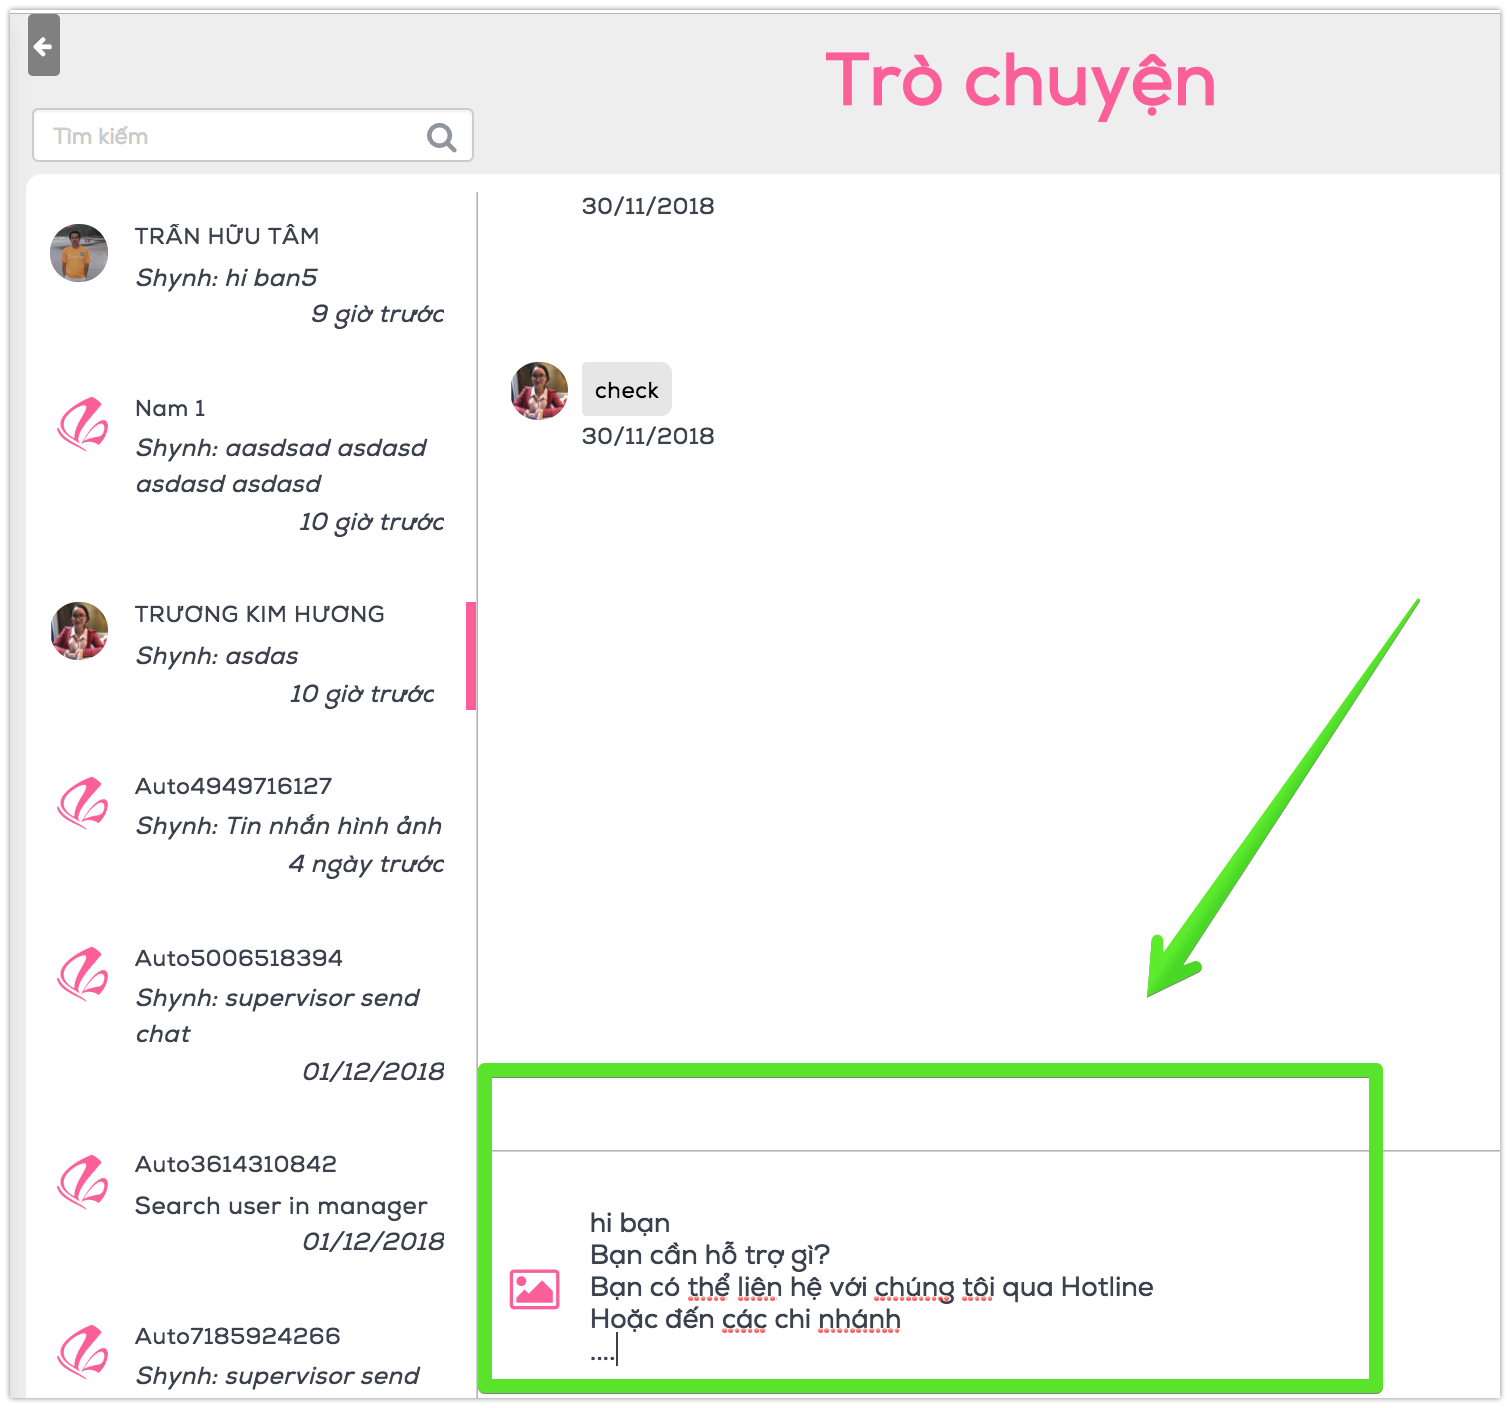 Trò chuyện
Tìm kiếm
TRẦN HỮU TÂM
Shynh: hi ban5
9 giờ trước
Nam 1
Shynh: aasdsad asdasd
asdasd asdasd
10 giờ trước
TRƯƠNG KIM HƯƠNG
Shynh: asdas
10 giờ trước
Auto4949716127
Shynh: Tin nhắn hình ảnh
4 ngày trước
Auto5006518394
Shynh: supervisor send
chat
01/12/2018
Auto3614310842
Search user in manager
01/12/2018
Auto7185924266
Shynh: supervisor send
30/11/2018
check
30/11/2018
hi bạn
Bạn cần hỗ trợ gì?
Bạn có thể liên hệ với chúng tôi qua Hotline
Hoặc đến các chi nhánh
....